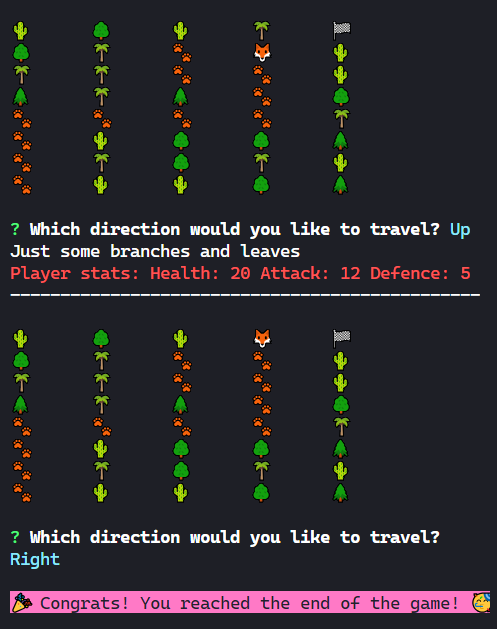 ? Which direction would you like to travel? Up
Just some branches and leaves
Player stats: Health: 20 Attack: 12 Defence: 5
------------------------------------------------
? Which direction would you like to travel?
Right
🎉 Congrats! You reached the end of the game! 🥳